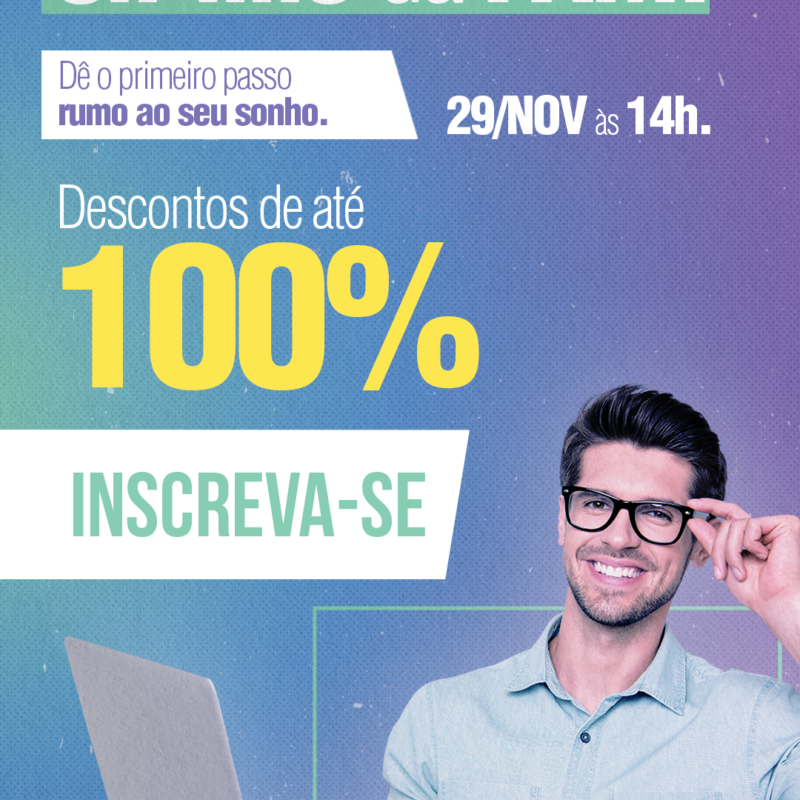 Dê o primeiro passo
rumo ao seu sonho.
29/NOV às 14h.
Descontos de até
100%
INSCREVA-SE